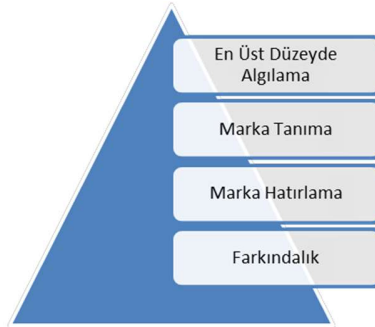 En Üst Düzeyde
Algılama
Marka Tanıma
Marka Hatırlama
Farkındalık